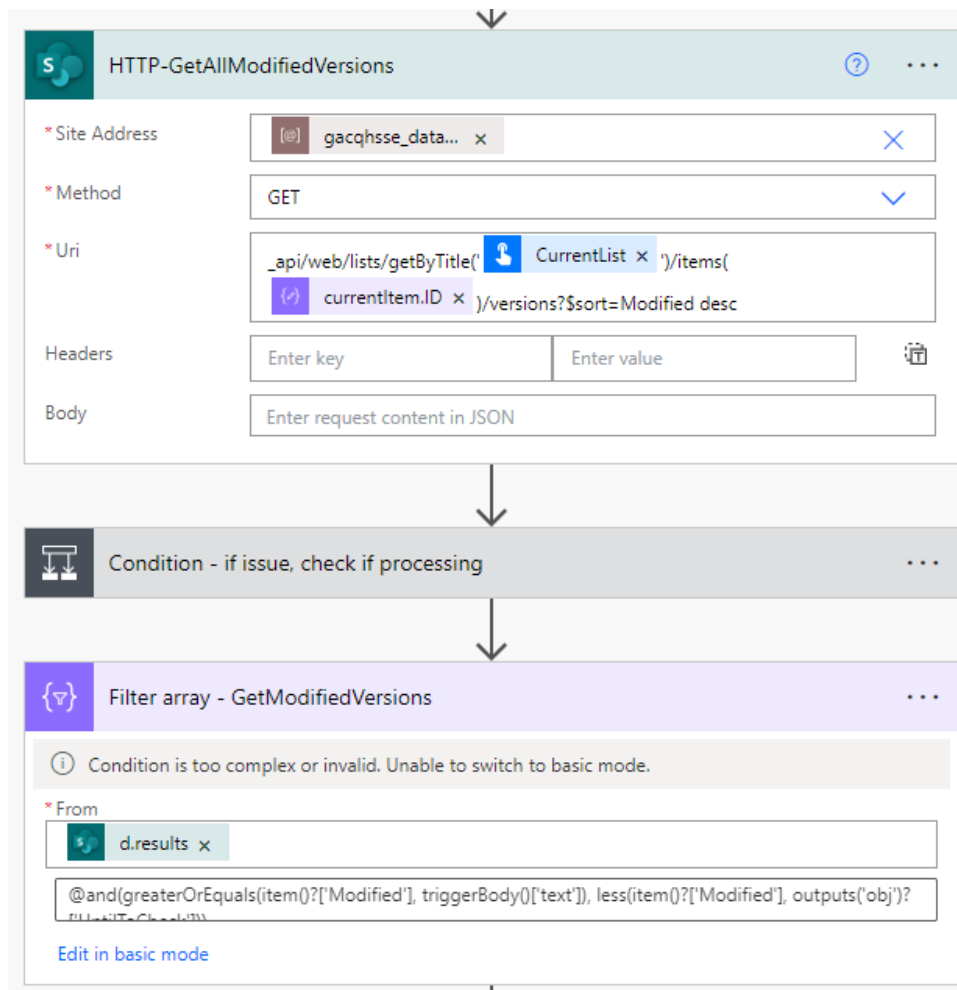 HTTP-GetAllModifiedVersions
* Site Address
gacqhsse_data...
* Method
GET
* Uri
_api/web/lists/getByTitle(' CurrentList ')/items(
currentItem.ID )/versions?$sort=Modified desc
Headers
Enter key
Enter value
Body
Enter request content in JSON
Condition - if issue, check if processing
Filter array - GetModifiedVersions
Condition is too complex or invalid. Unable to switch to basic mode.
* From
d.results
@and(greaterOrEquals(item()?['Modified'], triggerBody()['text']), less(item()?['Modified'], outputs('obj')?
['UntilToCheck']))
Edit in basic mode